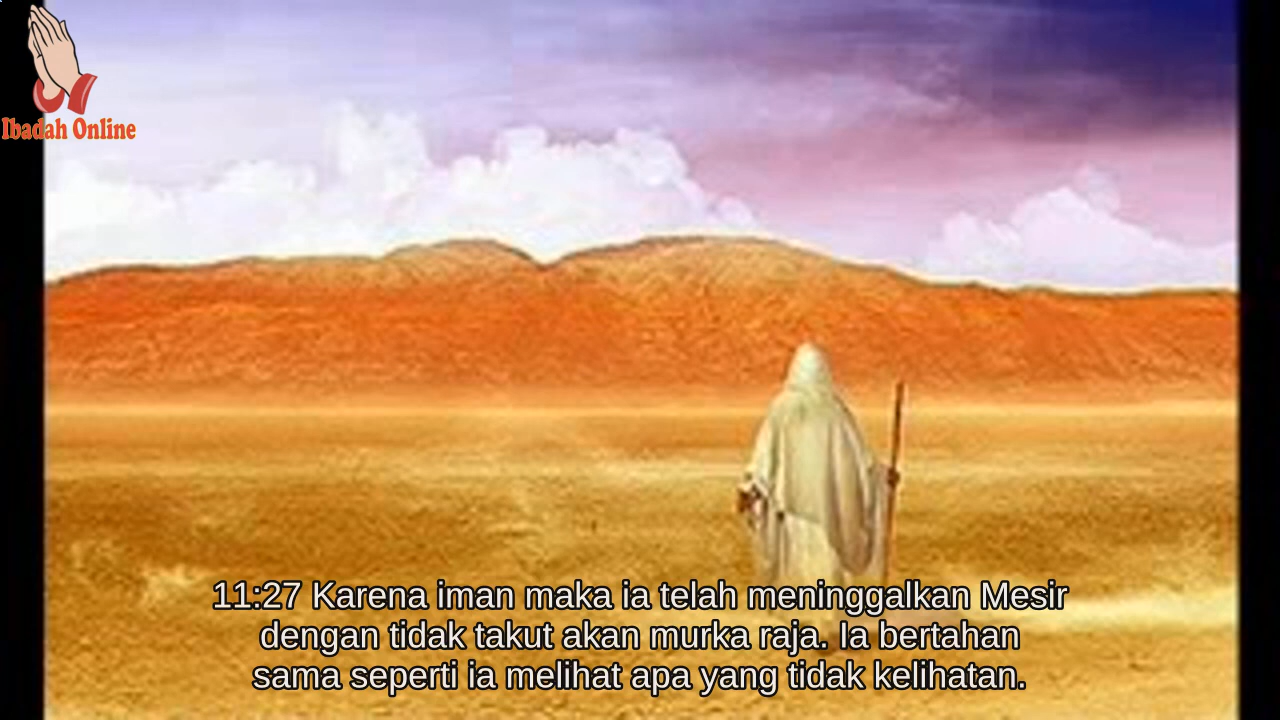 Ibadah Online
11:27 Karena iman maka ia telah meninggalkan Mesir
dengan tidak takut akan murka raja. Ia bertahan
sama seperti ia melihat apa yang tidak kelihatan.